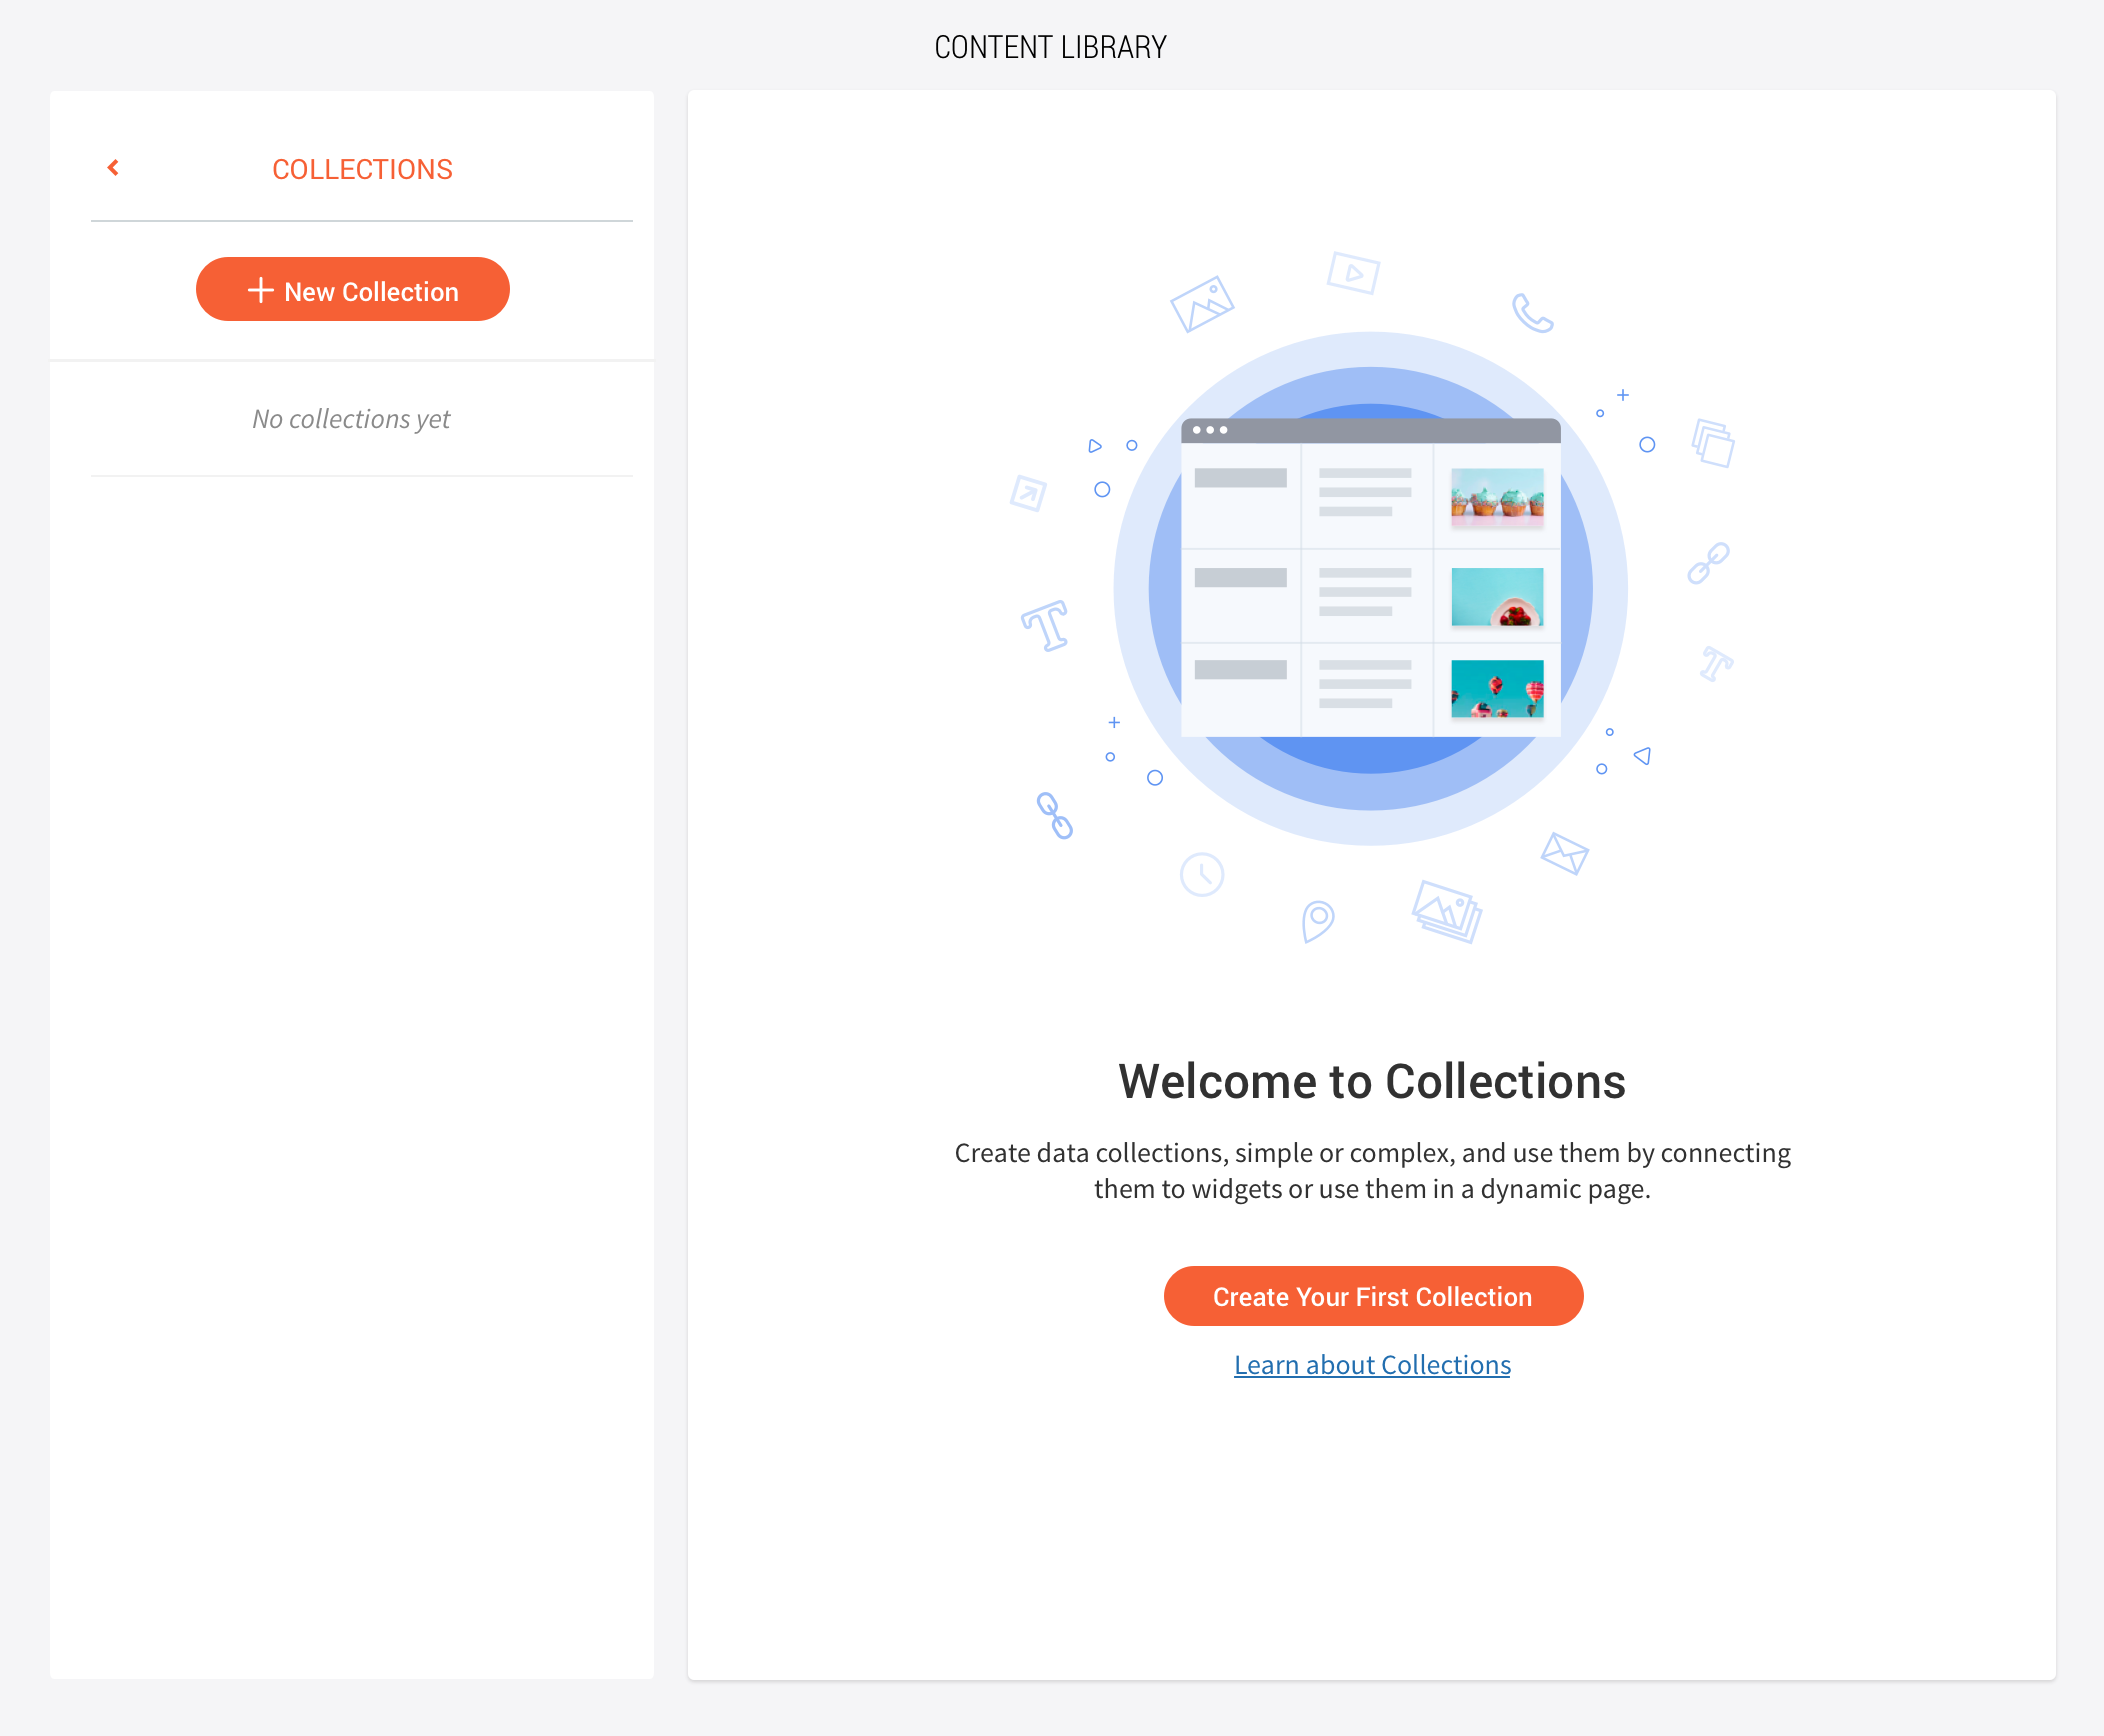 CONTENT LIBRARY
COLLECTIONS
New Collection
No collections yet
Welcome to Collections
Create data collections, simple or complex, and use them by connecting
them to widgets or use them in a dynamic page.
Create Your First Collection
Learn about Collections